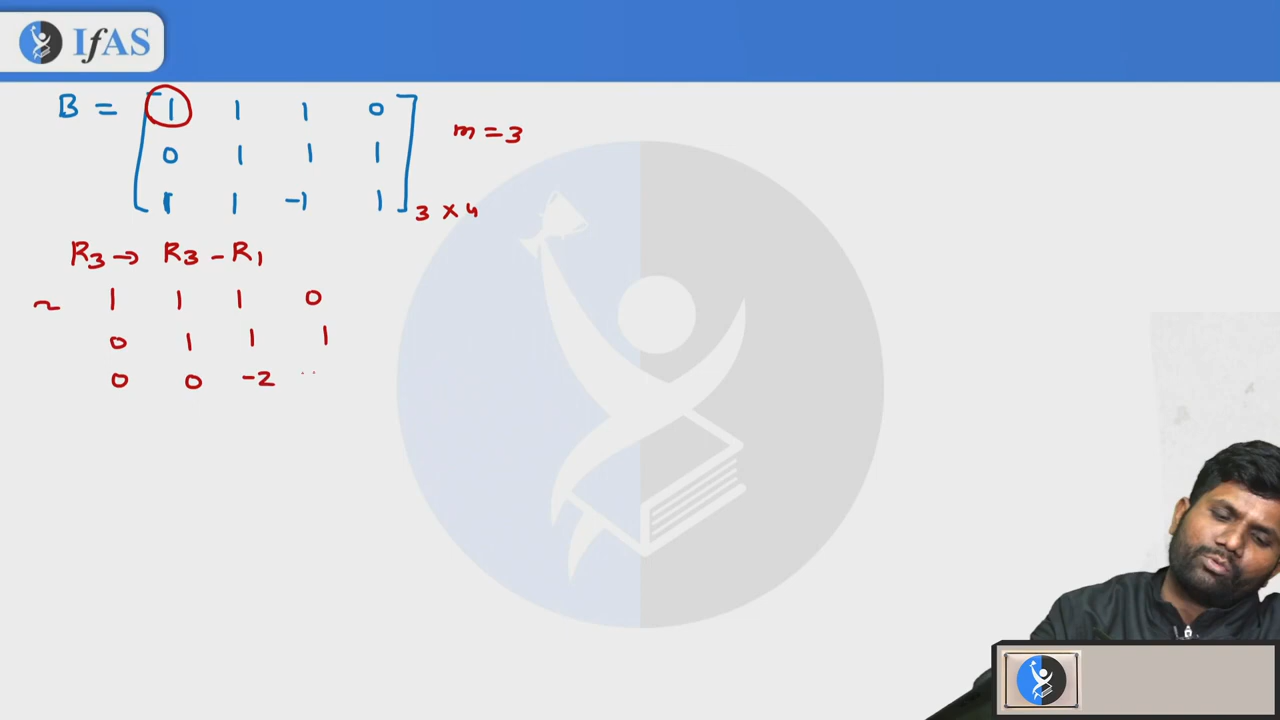 IfAS
B = [ 1 1 1 0
0 1 1 1
1 1 -1 1 ] 3 × 4
m = 3
R3 → R3 - R1
~ 1 1 1 0
0 1 1 1
0 0 -2